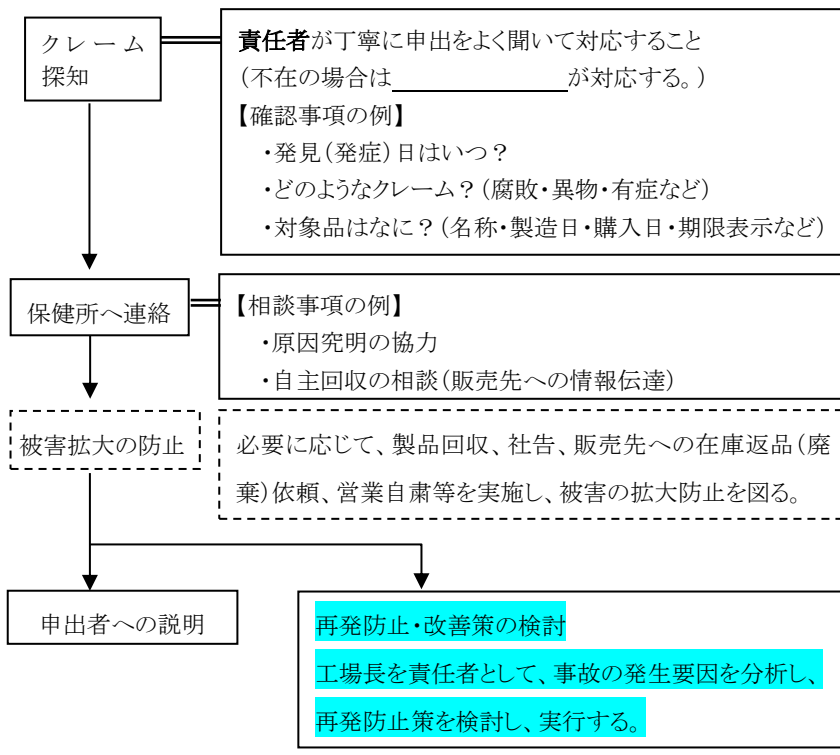 クレーム
探知
責任者が丁寧に申出をよく聞いて対応すること
（不在の場合は＿＿＿＿＿＿＿＿が対応する。）
【確認事項の例】
・発見（発症）日はいつ？
・どのようなクレーム？（腐敗・異物・有症など）
・対象品はなに？（名称・製造日・購入日・期限表示など）
保健所へ連絡
【相談事項の例】
・原因究明の協力
・自主回収の相談（販売先への情報伝達）
被害拡大の防止
必要に応じて、製品回収、社告、販売先への在庫返品（廃
棄）依頼、営業自粛等を実施し、被害の拡大防止を図る。
申出者への説明
再発防止・改善策の検討
工場長を責任者として、事故の発生要因を分析し、
再発防止策を検討し、実行する。